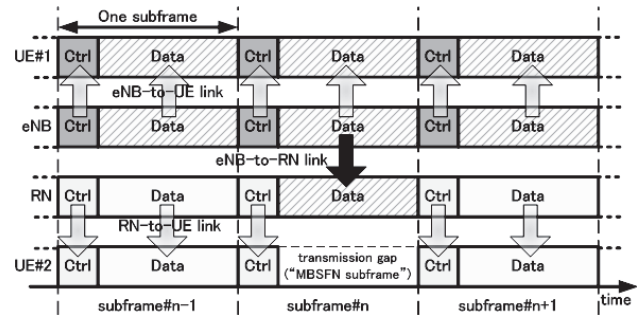 One subframe
UE#1 Ctrl Data Ctrl Data Ctrl Data
eNB-to-UE link
eNB Ctrl Data Ctrl Data Ctrl Data
eNB-to-RN link
RN Ctrl Data Ctrl Data Ctrl Data
RN-to-UE link
transmission gap
("MBSFN subframe")
UE#2 Ctrl Data Ctrl Ctrl Data
time
subframe#n-1 subframe#n subframe#n+1